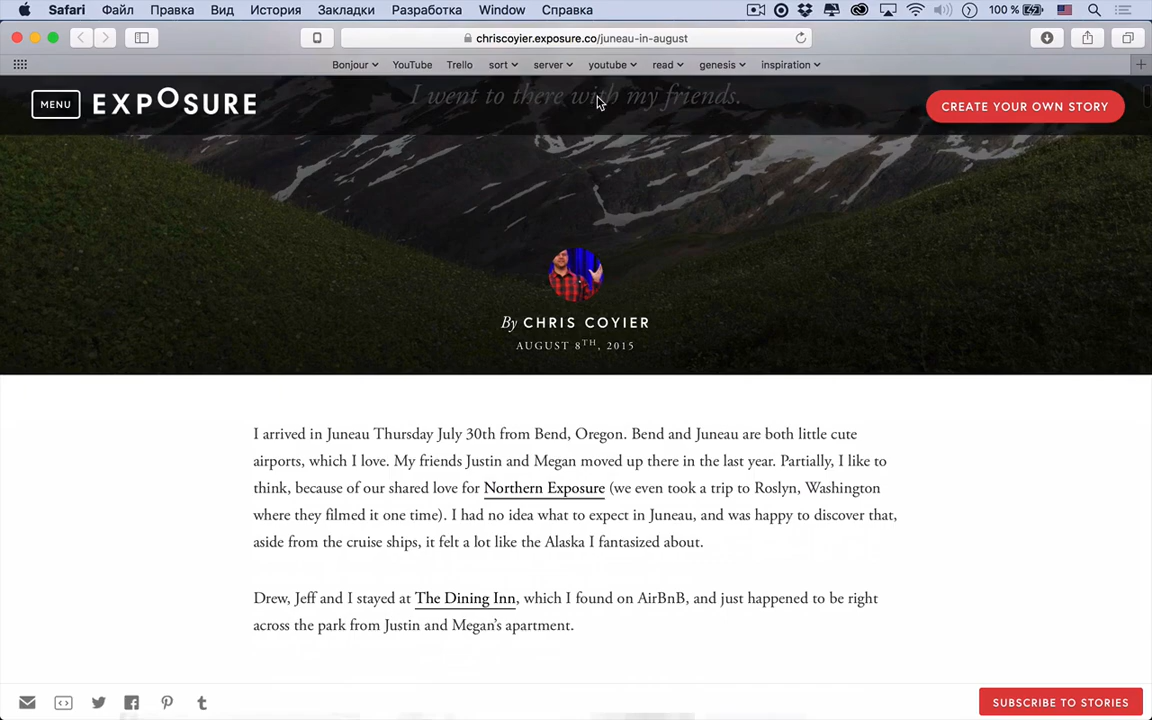 Safari Файл Правка Вид История Закладки Разработка Window Справка 100 %
chriscoyier.exposure.co/juneau-in-august
Bonjour YouTube Trello sort server youtube read genesis inspiration
MENU EXPOSURE I went to there with my friends. CREATE YOUR OWN STORY
By CHRIS COYIER
AUGUST 8TH, 2015
I arrived in Juneau Thursday July 30th from Bend, Oregon. Bend and Juneau are both little cute
airports, which I love. My friends Justin and Megan moved up there in the last year. Partially, I like to
think, because of our shared love for Northern Exposure (we even took a trip to Roslyn, Washington
where they filmed it one time). I had no idea what to expect in Juneau, and was happy to discover that,
aside from the cruise ships, it felt a lot like the Alaska I fantasized about.
Drew, Jeff and I stayed at The Dining Inn, which I found on AirBnB, and just happened to be right
across the park from Justin and Megan's apartment.
SUBSCRIBE TO STORIES